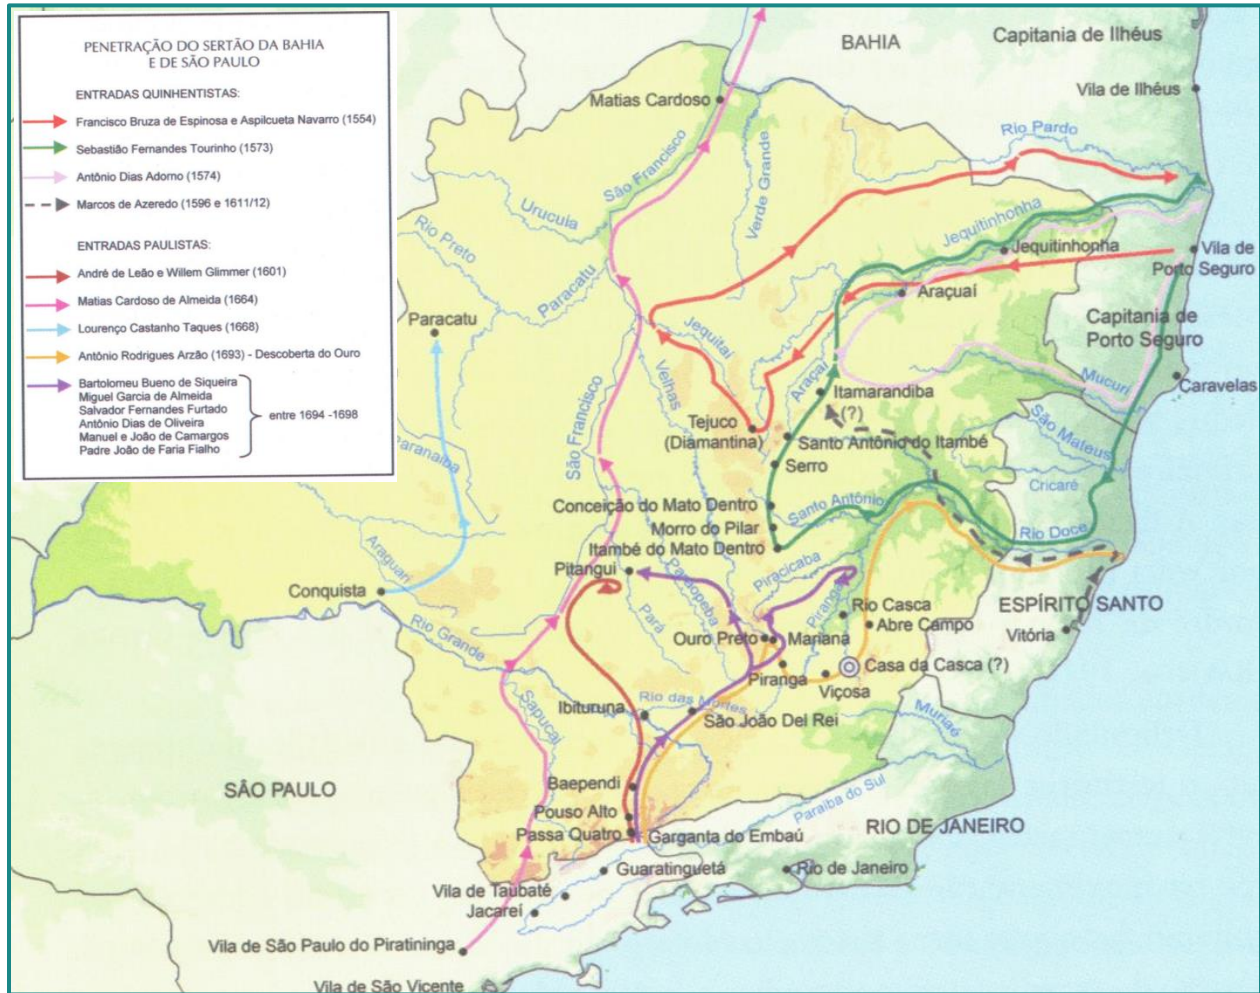 PENETRAÇÃO DO SERTÃO DA BAHIA
E DE SÃO PAULO
ENTRADAS QUINHENTISTAS:
Francisco Bruza de Espinosa e Aspilcueta Navarro (1554)
Sebastião Fernandes Tourinho (1573)
Antônio Dias Adorno (1574)
Marcos de Azeredo (1596 e 1611/12)
ENTRADAS PAULISTAS:
André de Leão e Willem Glimmer (1601)
Matias Cardoso de Almeida (1664)
Lourenço Castanho Taques (1668)
Antônio Rodrigues Arzão (1693) - Descoberta do Ouro
Bartolomeu Bueno de Siqueira
Miguel Garcia de Almeida
Salvador Fernandes Furtado
Antônio Dias de Oliveira
Manuel e João de Camargos
Padre João de Faria Fialho
entre 1694 -1698
BAHIA
Capitania de Ilhéus
Vila de Ilhéus
Matias Cardoso
Rio Pardo
Verde Grande
São Francisco
Urucuia
Rio Preto
Paracatu
Jequitinhonha
Jequitinhonha
Vila de
Porto Seguro
Araçuaí
Capitania de
Porto Seguro
Paracatu
Jequitaí
Velhas
Araçaí
Mucuri
Caravelas
Itamarandiba
(?)
Tejuco
(Diamantina)
Santo Antônio do Itambé
São Mateus
Serro
Cricaré
São Francisco
Paranaíba
Conceição do Mato Dentro
Santo Antônio
Morro do Pilar
Rio Doce
Itambé do Mato Dentro
Araguari
Pitangui
Piracicaba
Paraopeba
Conquista
Pará
Piranga
Rio Casca
ESPÍRITO SANTO
Rio Grande
Abre Campo
Vitória
Ouro Preto
Mariana
Casa da Casca (?)
Piranga
Viçosa
Sapucaí
Rio das Mortes
Ibituruna
São João Del Rei
Muriaé
SÂO PAULO
Baependi
Paraiba do Sul
Pouso Alto
RIO DE JANEIRO
Passa Quatro
Garganta do Embaú
Guaratinguetá
Rio de Janeiro
Vila de Taubaté
Jacareí
Vila de São Paulo do Piratininga
Vila de São Vicente